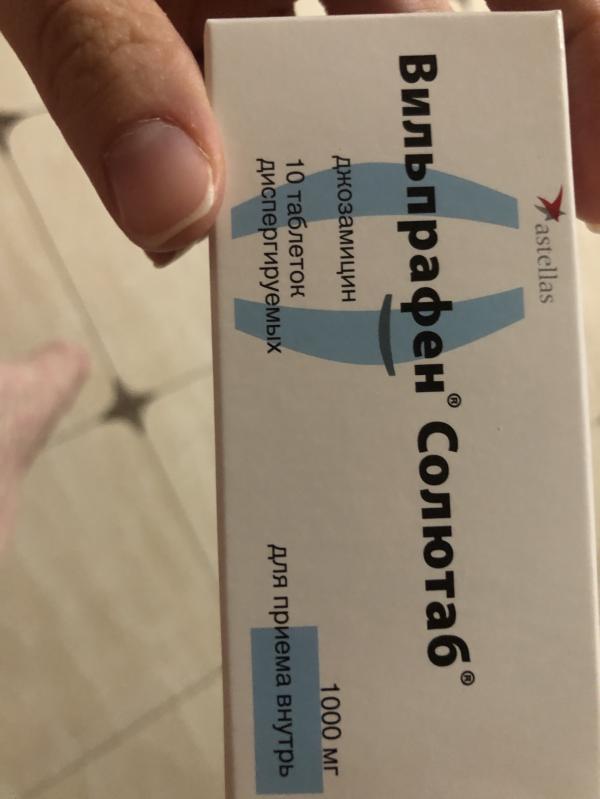 astellas
Вильпрафен® Солютаб®
джозамицин
10 таблеток
диспергируемых
1000 мг
для приема внутрь